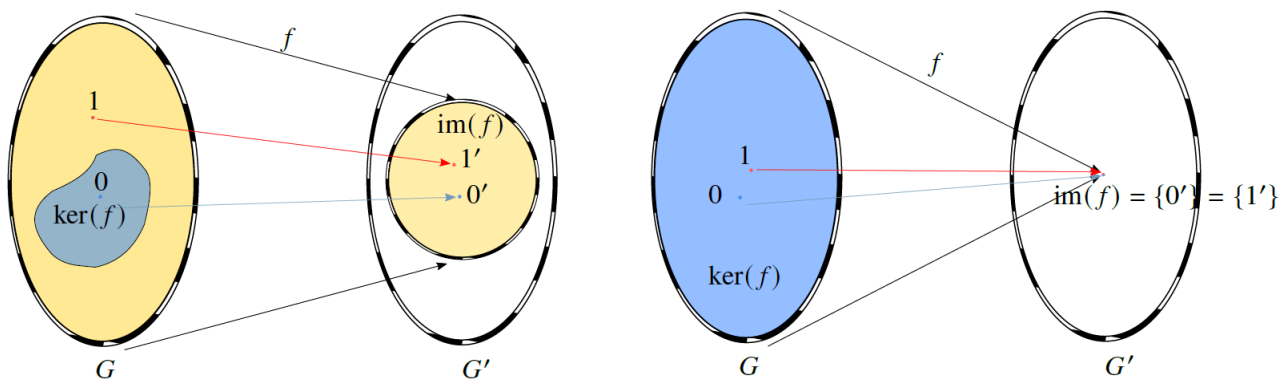 f
1
im(f)
1′
0
0′
ker(f)
G
G′
f
1
0
im(f) = {0′} = {1′}
ker(f)
G
G′